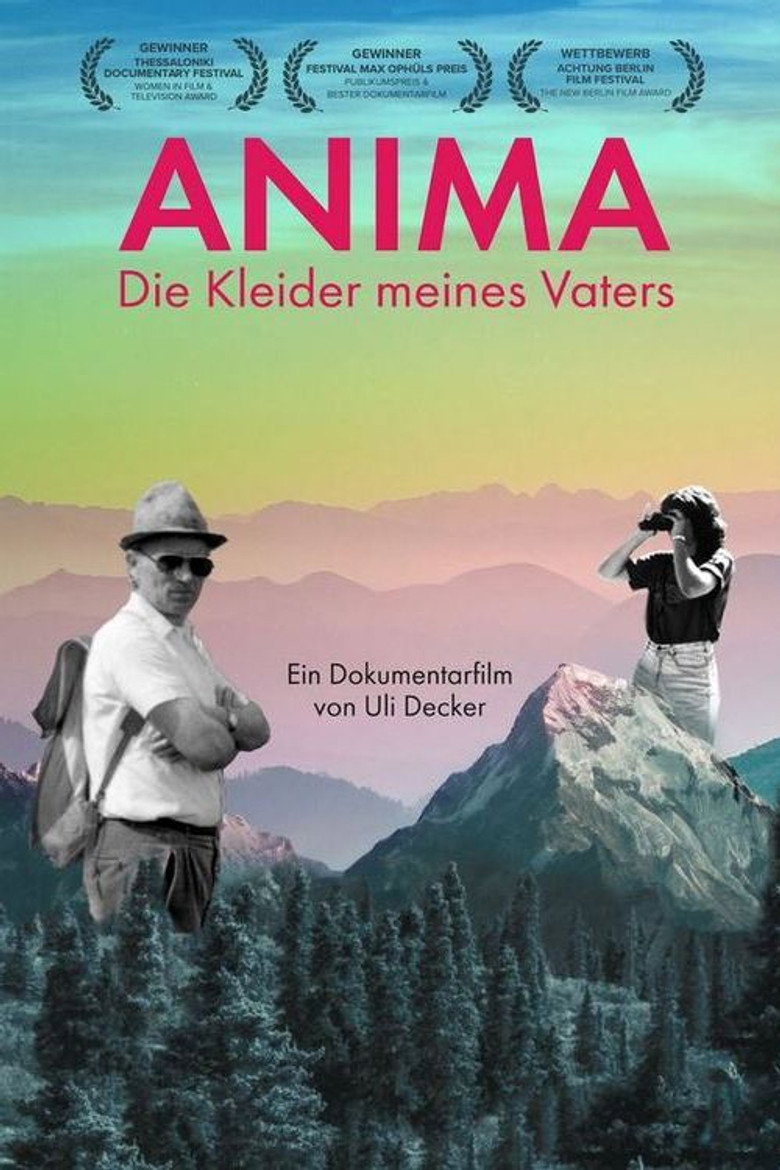 GEWINNER
THESSALONIKI
DOCUMENTARY FESTIVAL
WOMEN IN FILM &
TELEVISION AWARD
GEWINNER
FESTIVAL MAX OPHÜLS PREIS
PUBLIKUMSPREIS &
BESTER DOKUMENTARFILM
WETTBEWERB
ACHTUNG BERLIN
FILM FESTIVAL
THE NEW BERLIN FILM AWARD
ANIMA
Die Kleider meines Vaters
Ein Dokumentarfilm
von Uli Decker